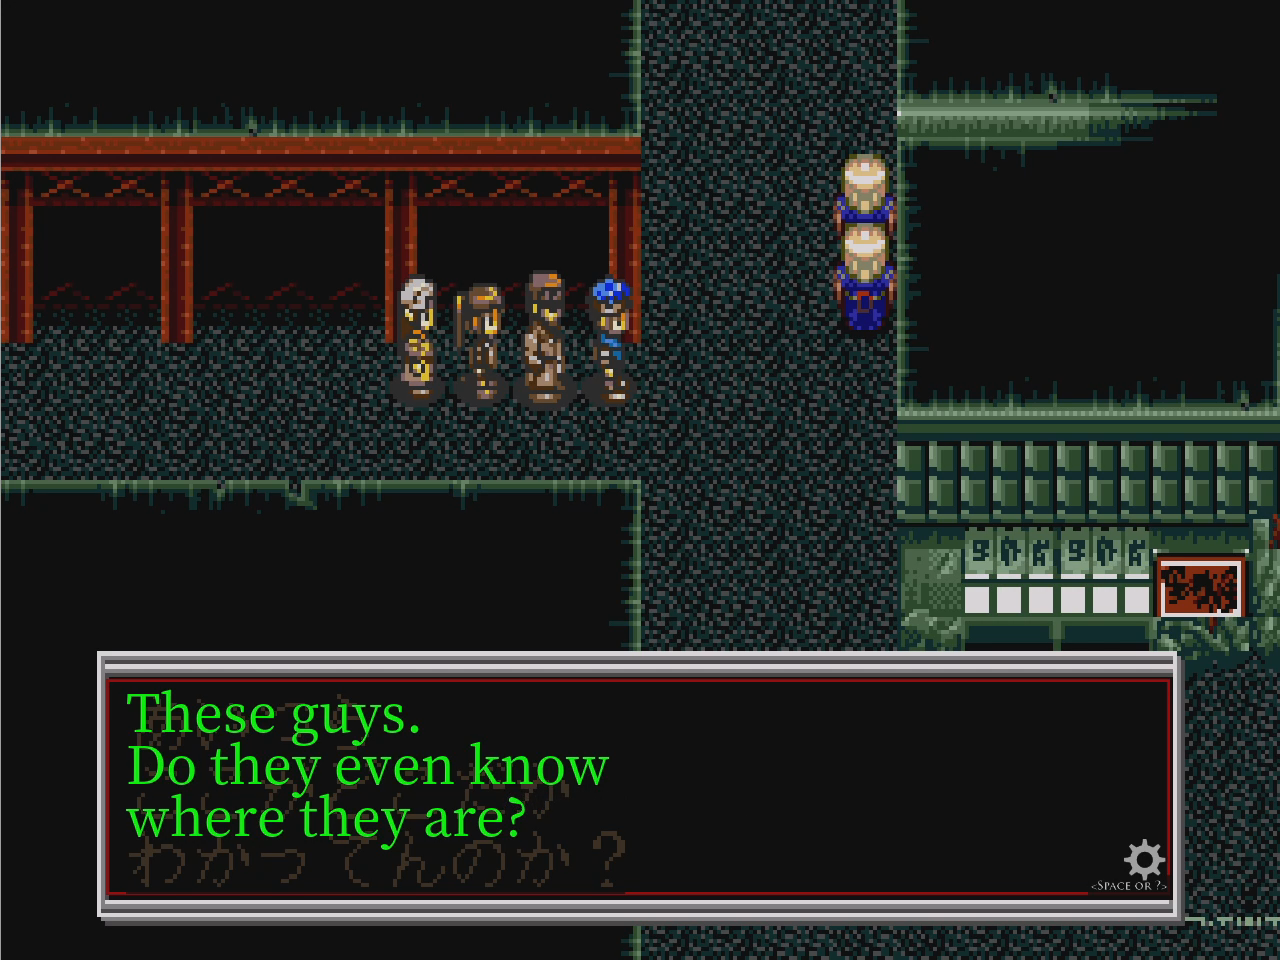 These guys.
Do they even know
where they are?
わかってんのか？
<SPACE OR ?>